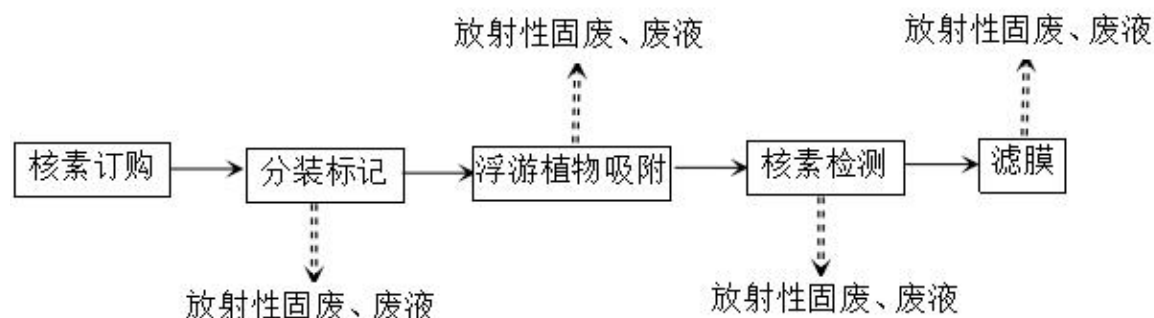 放射性固废、废液
放射性固废、废液
核素订购
分装标记
浮游植物吸附
核素检测
滤膜
放射性固废、废液
放射性固废、废液